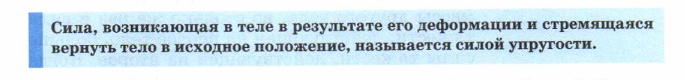 Сила, возникающая в теле в результате его деформации и стремящаяся
вернуть тело в исходное положение, называется силой упругости.